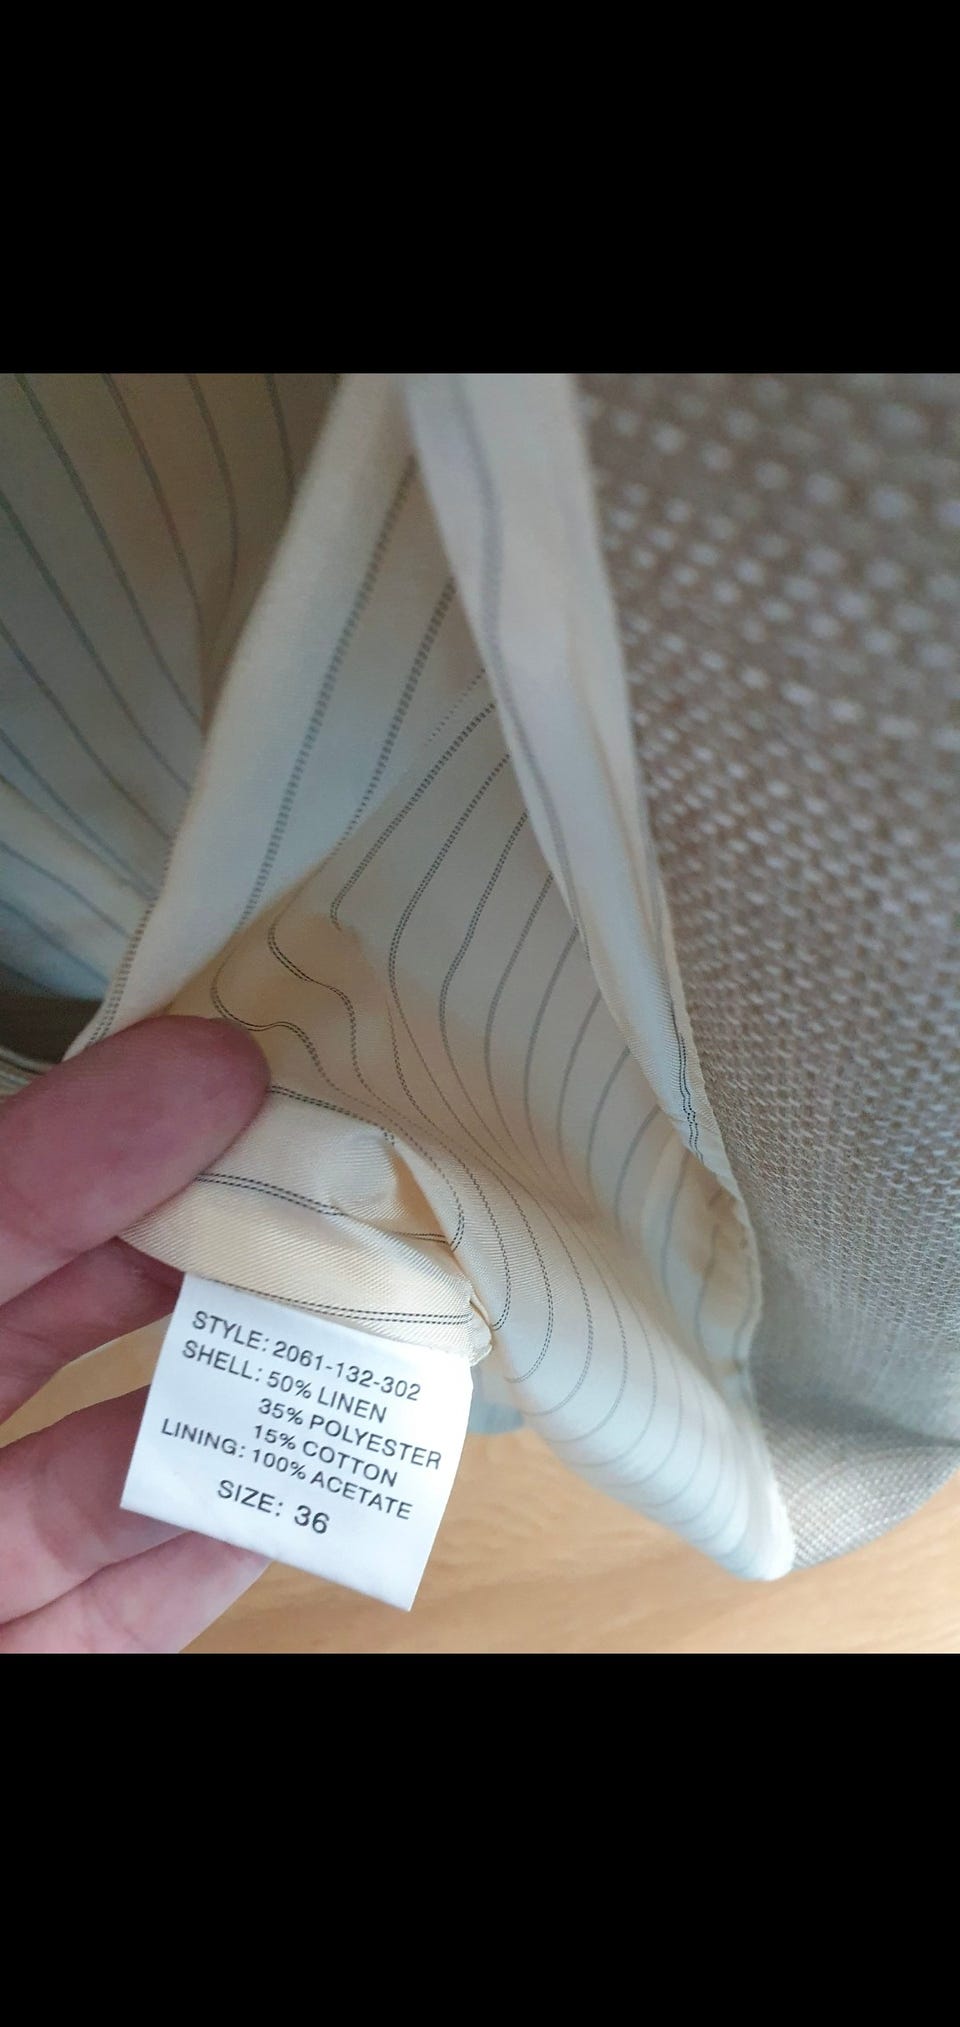 STYLE: 2061-132-302
SHELL: 50% LINEN
35% POLYESTER
15% COTTON
LINING: 100% ACETATE
SIZE: 36